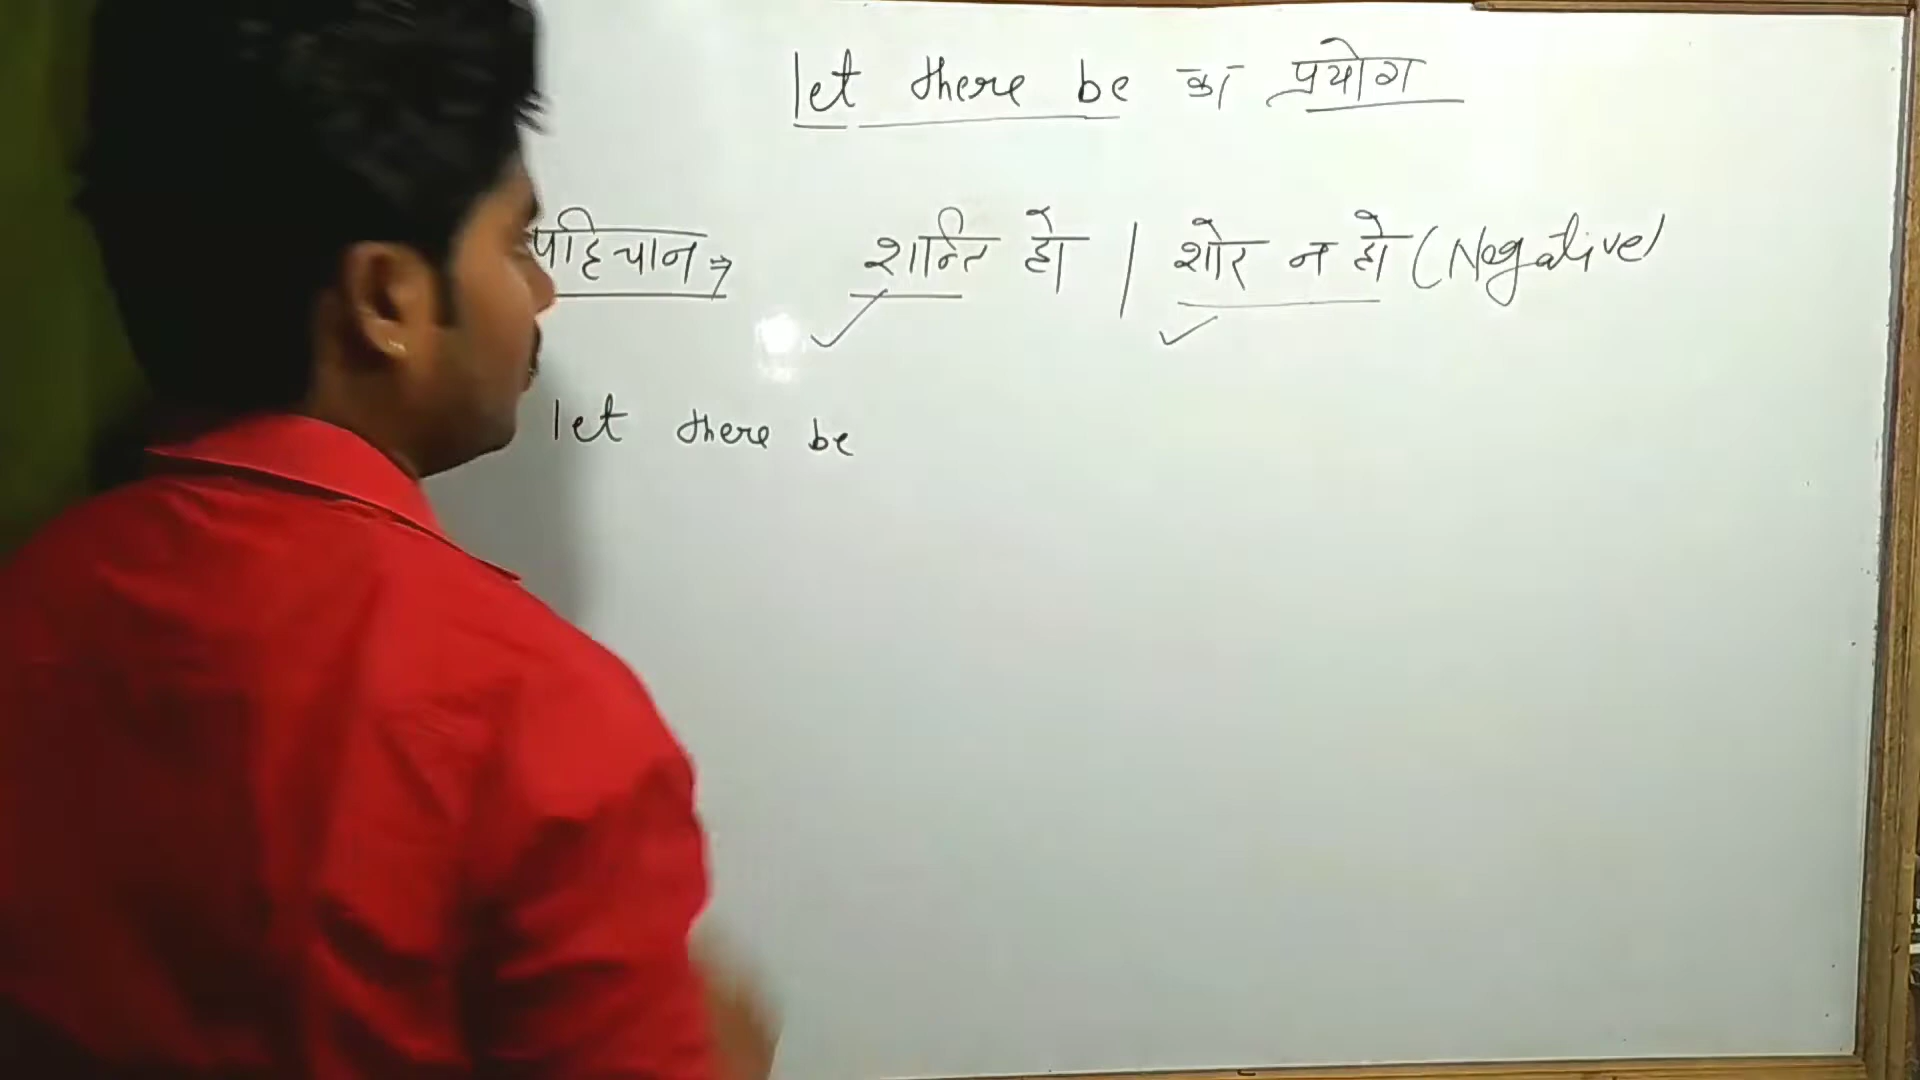 let there be का प्रयोग
पहिचान ⇒ शान्ति हो | शोर न हो (Negative)
let there be